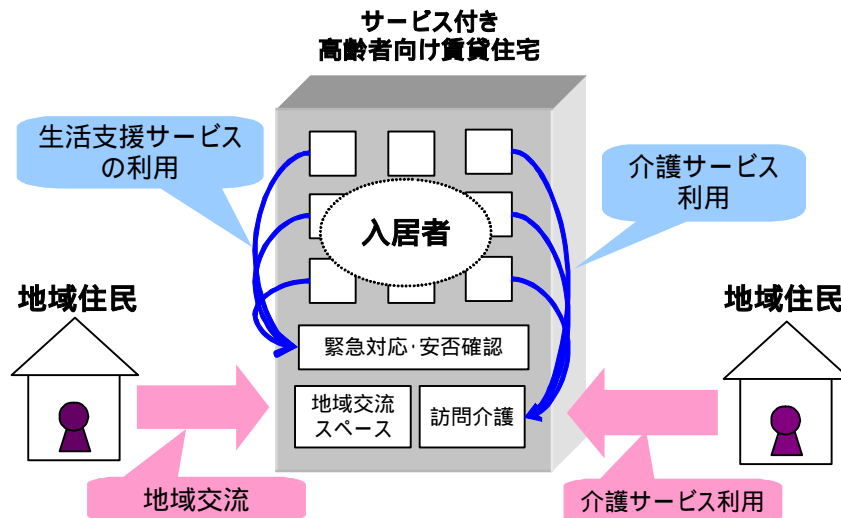 サービス付き
高齢者向け賃貸住宅
生活支援サービス
の利用
介護サービス
利用
入居者
地域住民
地域住民
緊急対応・安否確認
地域交流
スペース
訪問介護
地域交流
介護サービス利用